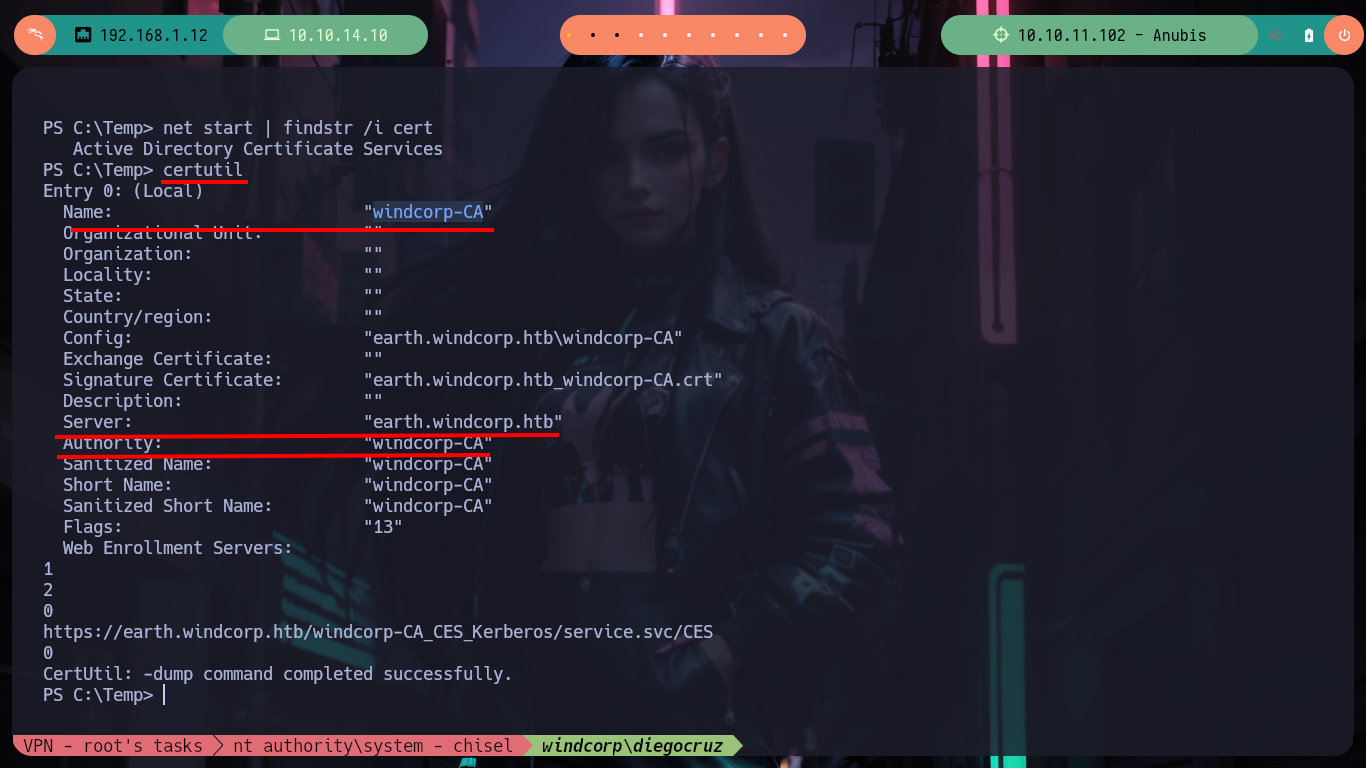 192.168.1.12 10.10.14.10 10.10.11.102 - Anubis
PS C:\Temp> net start | findstr /i cert
Active Directory Certificate Services
PS C:\Temp> certutil
Entry 0: (Local)
Name: "windcorp-CA"
Organizational Unit: ""
Organization: ""
Locality: ""
State: ""
Country/region: ""
Config: "earth.windcorp.htb\windcorp-CA"
Exchange Certificate: ""
Signature Certificate: "earth.windcorp.htb_windcorp-CA.crt"
Description: ""
Server: "earth.windcorp.htb"
Authority: "windcorp-CA"
Sanitized Name: "windcorp-CA"
Short Name: "windcorp-CA"
Sanitized Short Name: "windcorp-CA"
Flags: "13"
Web Enrollment Servers:
1
2
0
https://earth.windcorp.htb/windcorp-CA_CES_Kerberos/service.svc/CES
0
CertUtil: -dump command completed successfully.
PS C:\Temp>
VPN - root's tasks nt authority\system - chisel windcorp\diegocruz